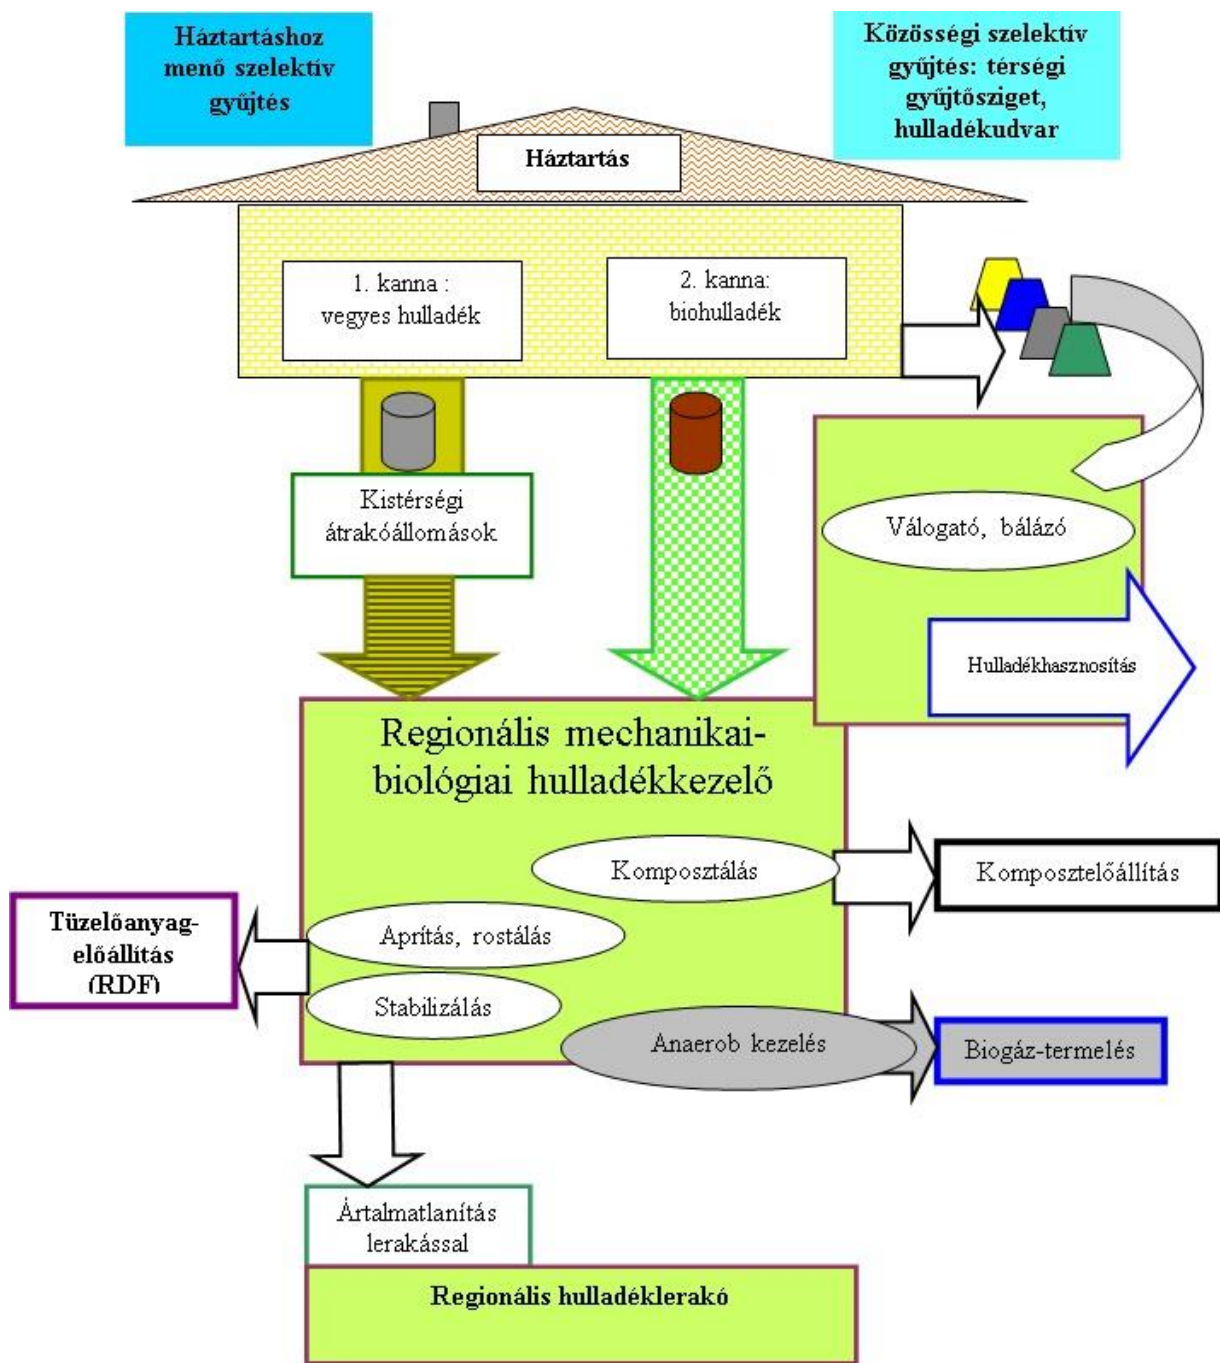 Háztartáshoz
menő szelektív
gyűjtés
Közösségi szelektív
gyűjtés: térségi
gyűjtősziget,
hulladékudvar
Háztartás
1. kanna :
vegyes hulladék
2. kanna:
biohulladék
Kistérségi
átrakóállomások
Válogató, bálázó
Hulladékhasznosítás
Regionális mechanikai-
biológiai hulladékkezelő
Komposztálás
Komposztelőállítás
Tüzelőanyag-
előállítás
(RDF)
Aprítás, rostálás
Stabilizálás
Anaerob kezelés
Biogáz-termelés
Ártalmatlanítás
lerakással
Regionális hulladéklerakó